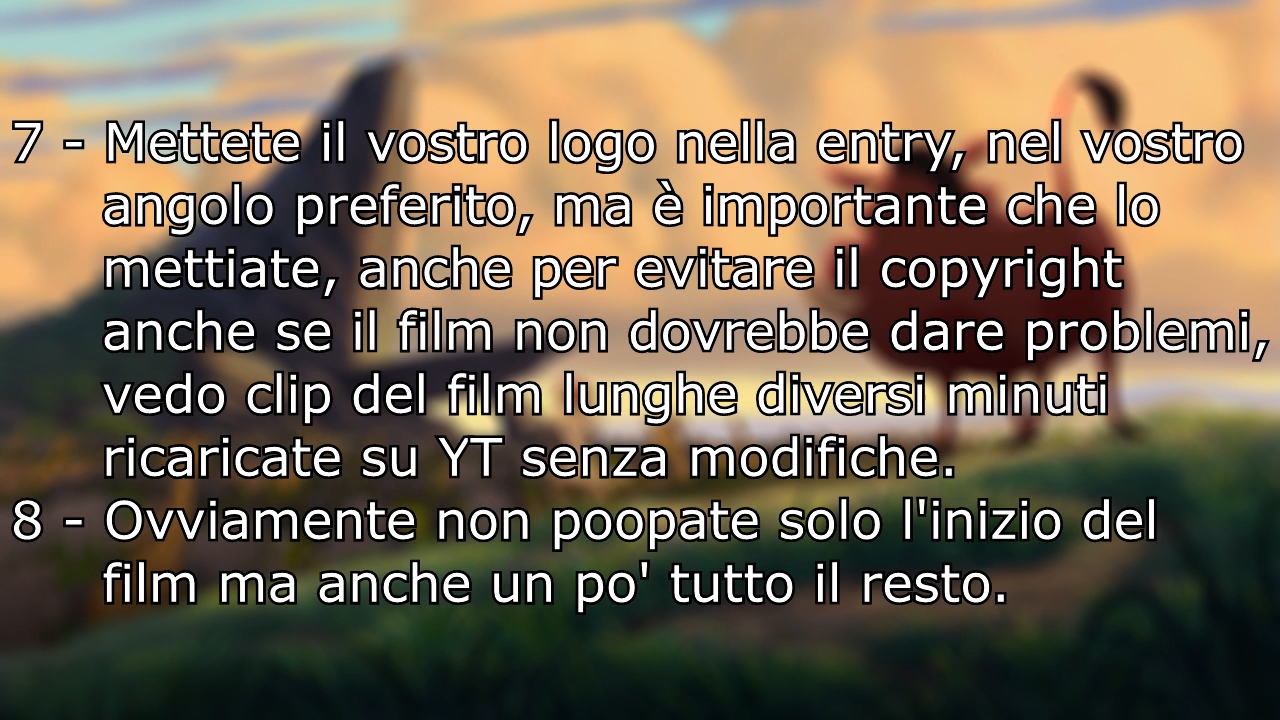 7 - Mettete il vostro logo nella entry, nel vostro
angolo preferito, ma è importante che lo
mettiate, anche per evitare il copyright
anche se il film non dovrebbe dare problemi,
vedo clip del film lunghe diversi minuti
ricaricate su YT senza modifiche.
8 - Ovviamente non poopate solo l'inizio del
film ma anche un po' tutto il resto.